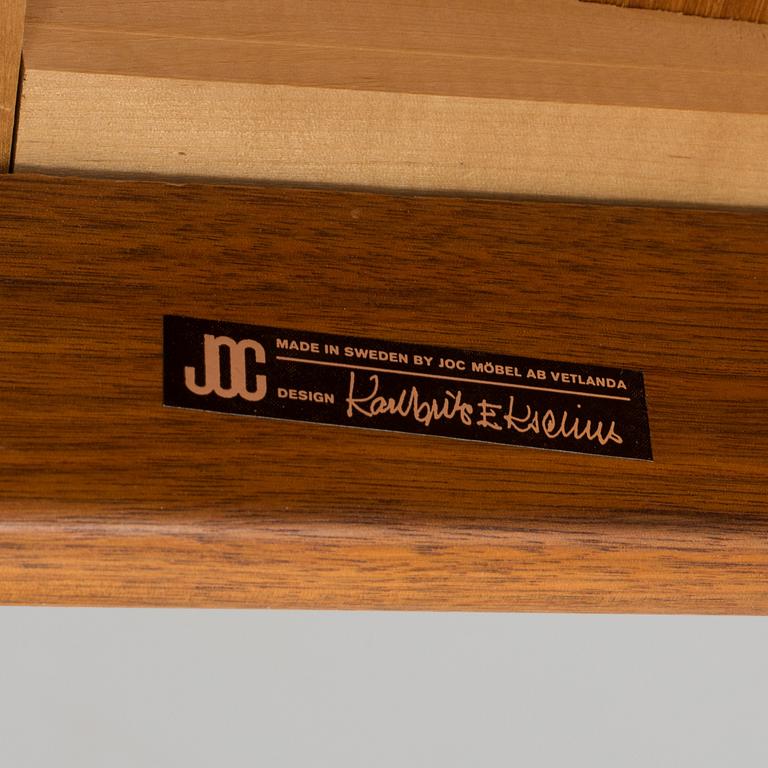 JOC
MADE IN SWEDEN BY JOC MÖBEL AB VETLANDA
DESIGN Karl Erik Ekselius